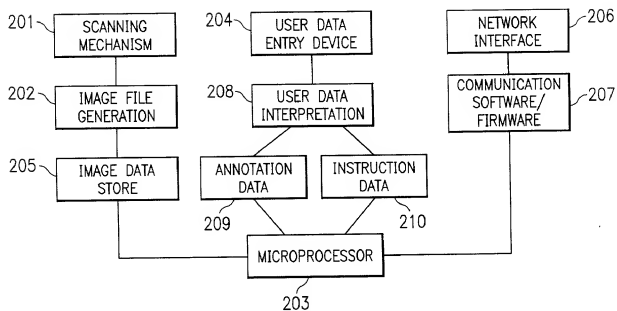 201
SCANNING
MECHANISM
204
USER DATA
ENTRY DEVICE
NETWORK
INTERFACE
206
202
IMAGE FILE
GENERATION
208
USER DATA
INTERPRETATION
COMMUNICATION
SOFTWARE/
FIRMWARE
207
205
IMAGE DATA
STORE
ANNOTATION
DATA
209
INSTRUCTION
DATA
210
MICROPROCESSOR
203